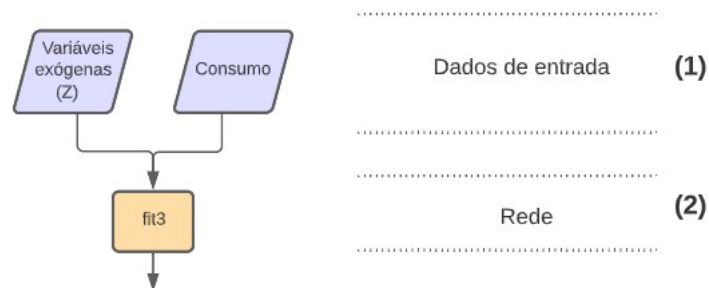 Variáveis
exógenas
(Z)
Consumo
Dados de entrada
(1)
fit3
Rede
(2)